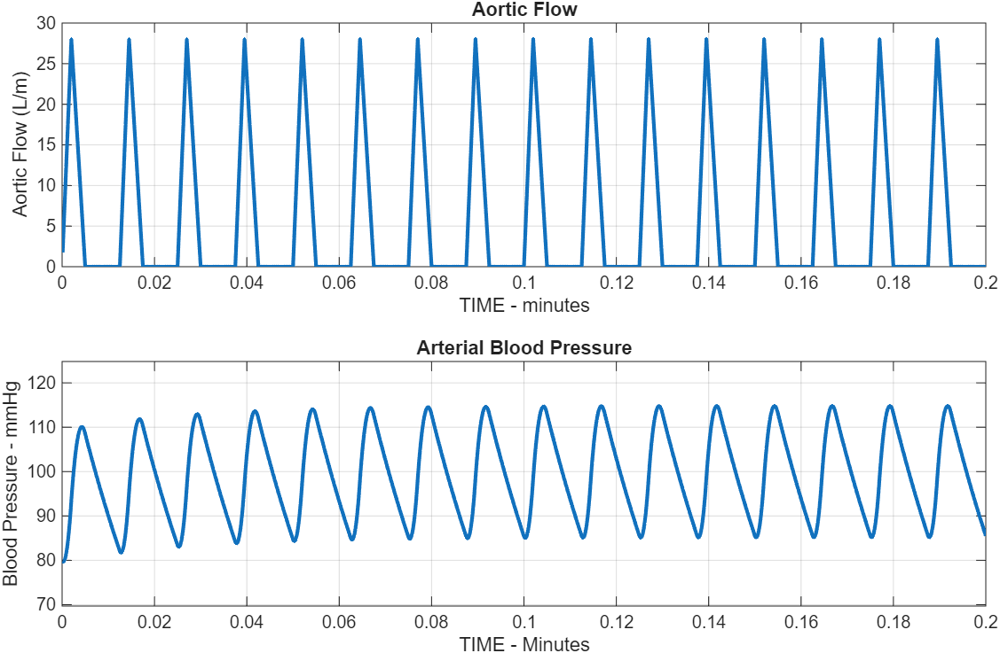 Aortic Flow
Aortic Flow (L/m)
30
25
20
15
10
5
0
0 0.02 0.04 0.06 0.08 0.1 0.12 0.14 0.16 0.18 0.2
TIME - minutes
Arterial Blood Pressure
Blood Pressure - mmHg
120
110
100
90
80
70
0 0.02 0.04 0.06 0.08 0.1 0.12 0.14 0.16 0.18 0.2
TIME - Minutes